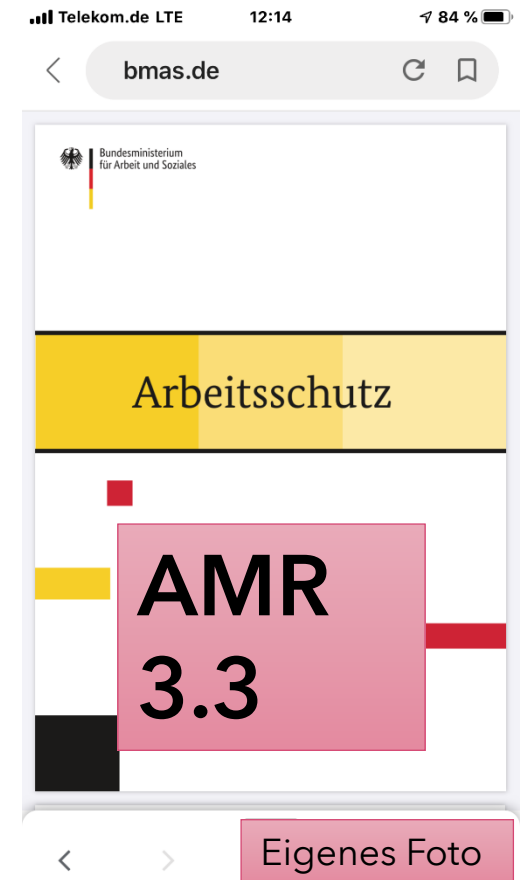 Telekom.de LTE 12:14 84 %
bmas.de
Bundesministerium
für Arbeit und Soziales
Arbeitsschutz
AMR
3.3
Eigenes Foto